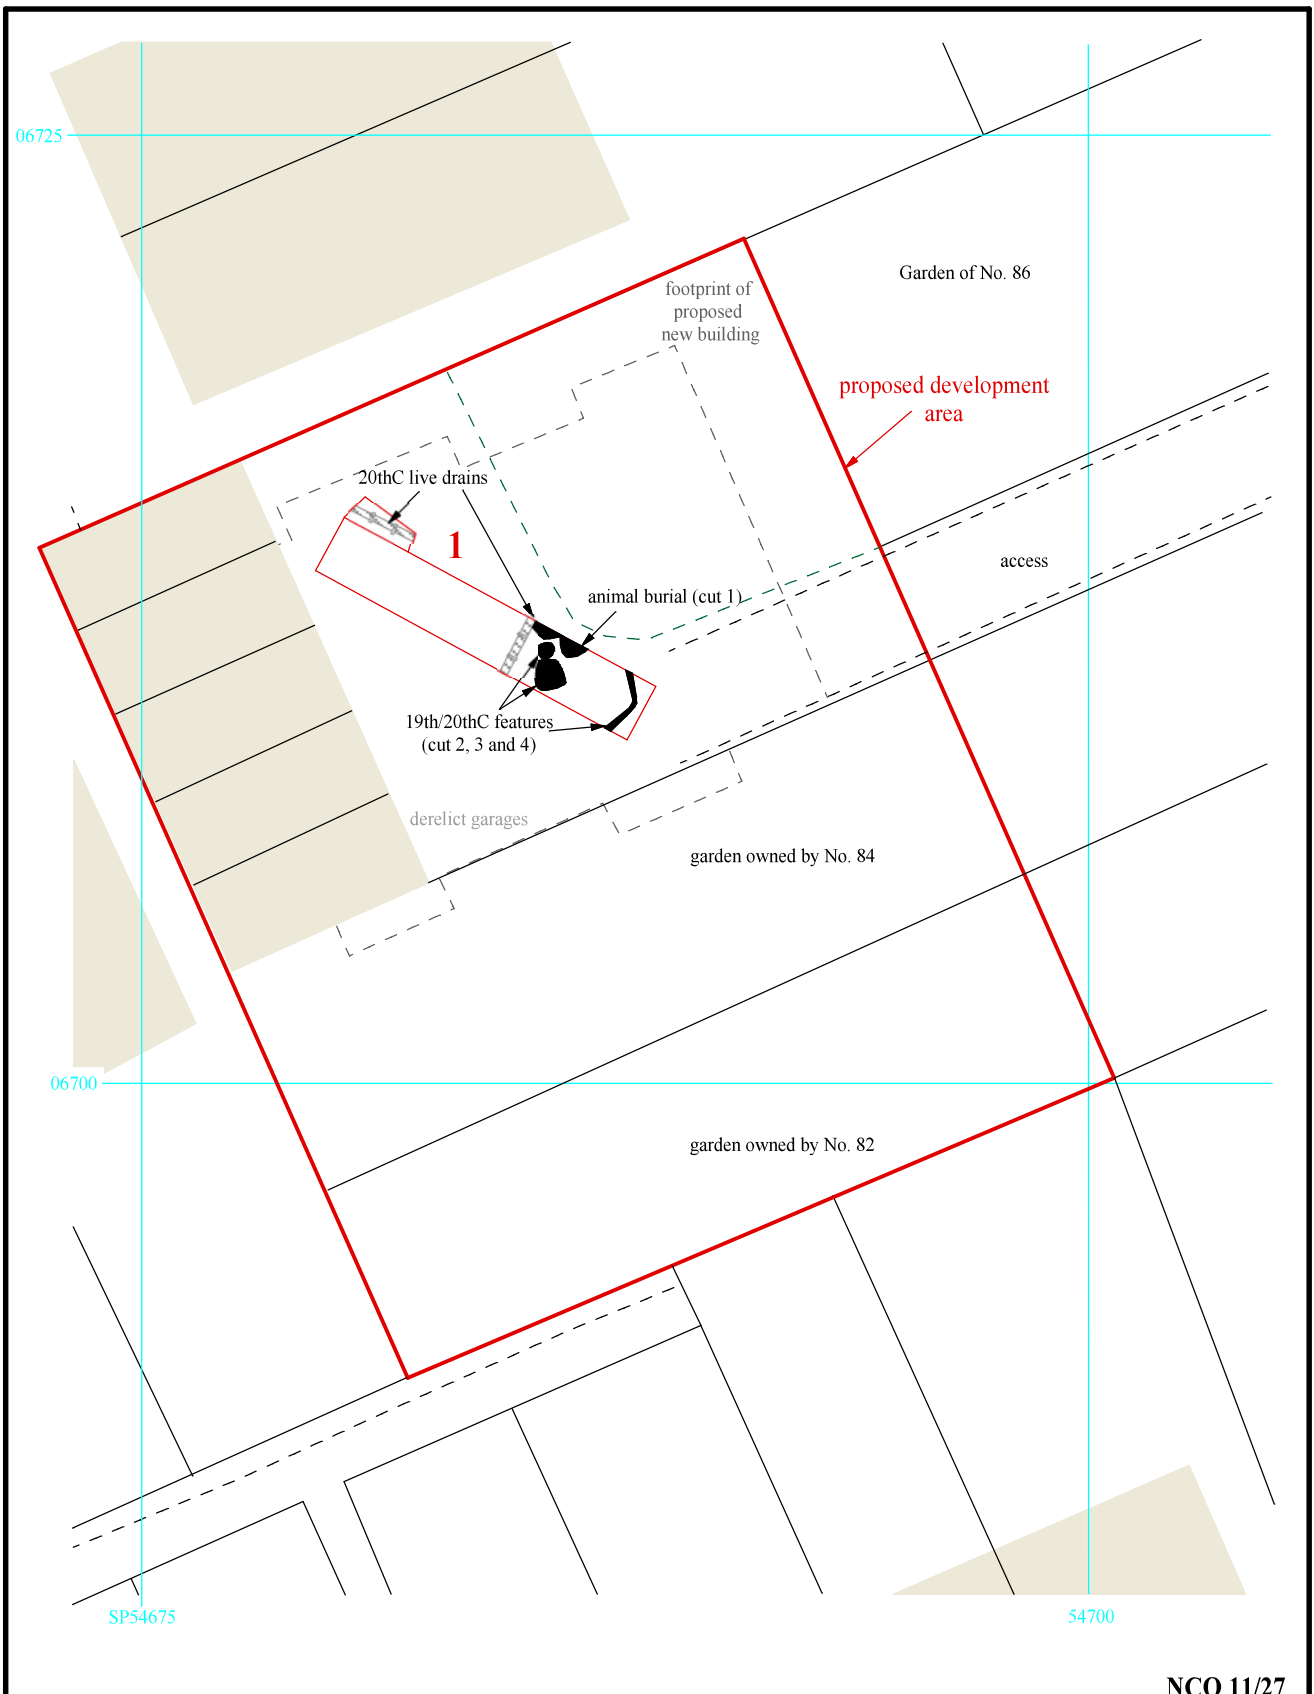 06725
Garden of No. 86
footprint of
proposed
new building
proposed development
area
20thC live drains
1
access
animal burial (cut 1)
19th/20thC features
(cut 2, 3 and 4)
derelict garages
garden owned by No. 84
06700
garden owned by No. 82
SP54675
54700
NCO 11/27